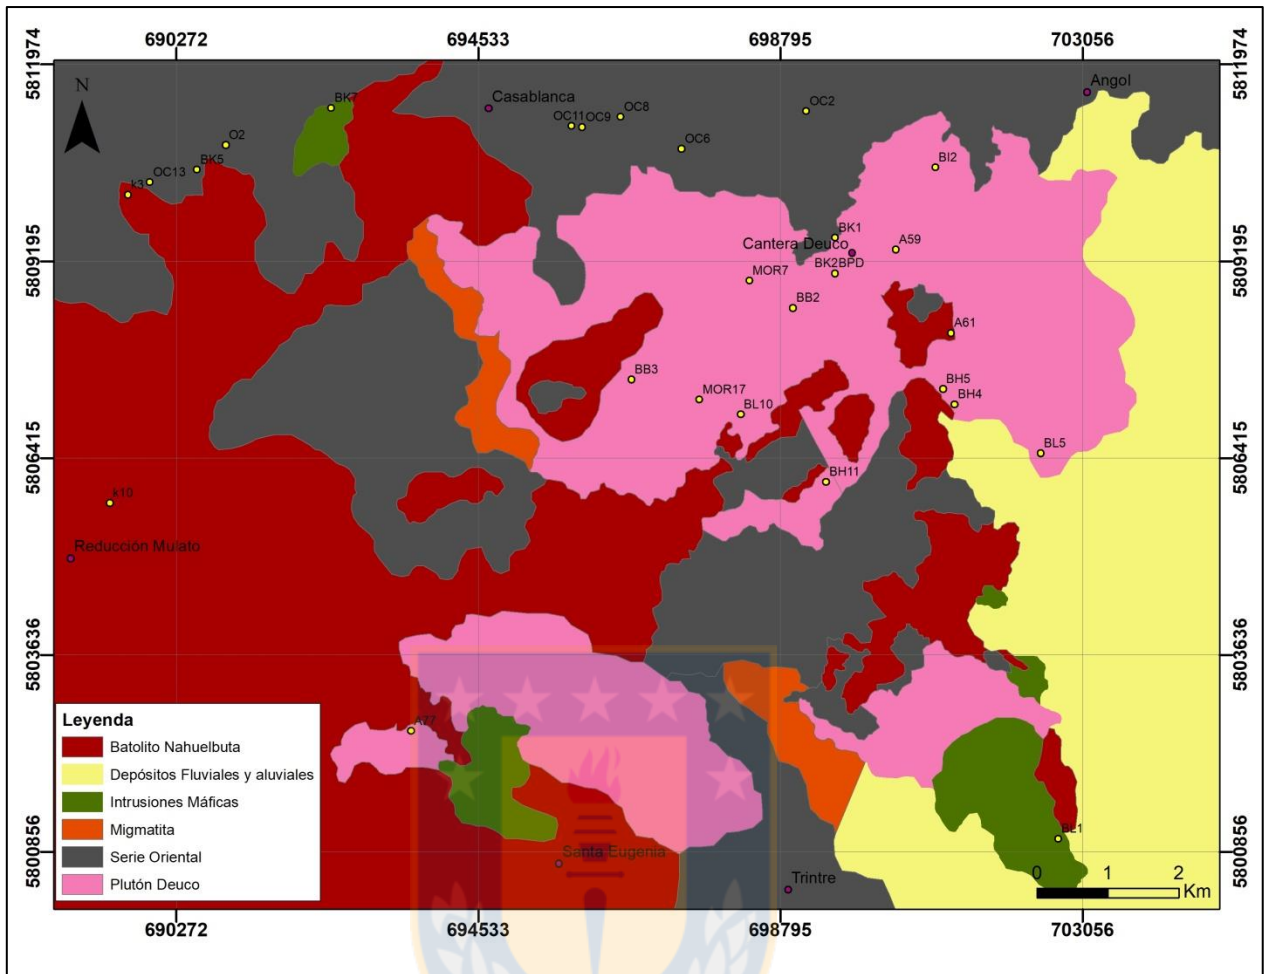 690272
694533
698795
703056
5811974
5811974
N
BK7
Casablanca
Angol
OC11
OC9
OC8
OC2
O2
OC6
BK5
BI2
OC13
k3
BK1
Cantera Deuco
A59
5809195
5809195
MOR7
BK2BPD
BB2
A61
BB3
MOR17
BL10
BH5
BH4
5806415
5806415
BL5
BH11
k10
Reducción Mulato
5803636
5803636
A77
Leyenda
Batolito Nahuelbuta
Depósitos Fluviales y aluviales
Intrusiones Máficas
Migmatita
Serie Oriental
Plutón Deuco
BL1
5800856
5800856
Santa Eugenia
Trintre
0 1 2
Km
690272
694533
698795
703056